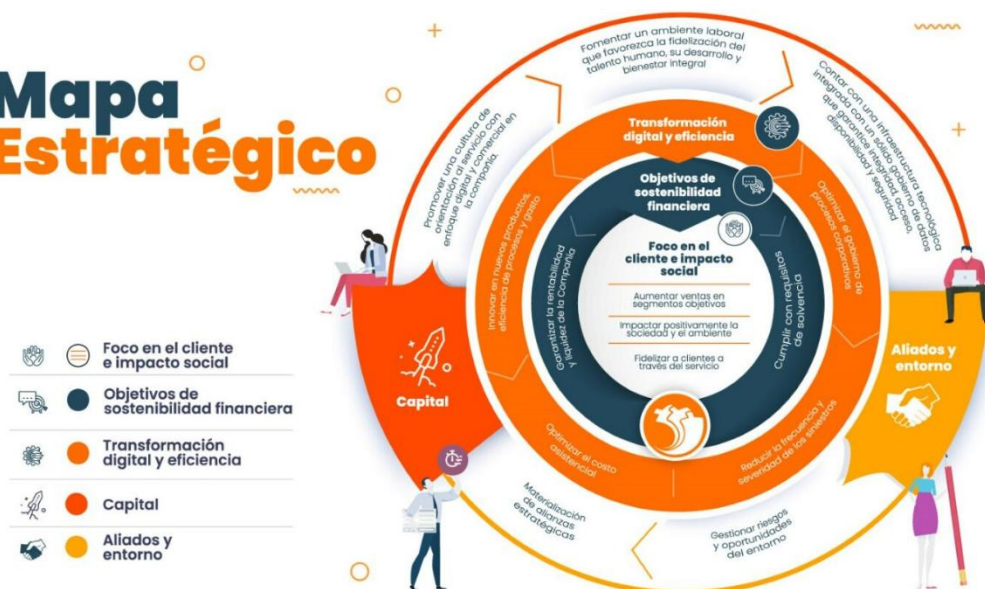 Mapa
Estratégico
Foco en el cliente
e impacto social
Objetivos de
sostenibilidad financiera
Transformación
digital y eficiencia
Capital
Aliados y
entorno
Promover una cultura de
orientación al servicio con
enfoque digital y comercial en
la compañía.
Fomentar un ambiente laboral
que favorezca la fidelización del
talento humano, su desarrollo y
bienestar integral
Contar con una infraestructura tecnológica
integrada con un sólido gobierno de datos
que garantice integridad, acceso,
disponibilidad y seguridad
Transformación
digital y eficiencia
Innovar en nuevos productos,
eficiencia de procesos y gasto
Optimizar el gobierno de
procesos corporativos
Optimizar el costo
asistencial
Reducir la frecuencia y
severidad de los siniestros
Objetivos de
sostenibilidad
financiera
Garantizar la rentabilidad
y liquidez de la Compañía
Cumplir con requisitos
de solvencia
Foco en el
cliente e impacto
social
Aumentar ventas en
segmentos objetivos
Impactar positivamente la
sociedad y el ambiente
Fidelizar a clientes a
través del servicio
Capital
Aliados y
entorno
Materialización
de alianzas
estratégicas
Gestionar riesgos
y oportunidades
del entorno